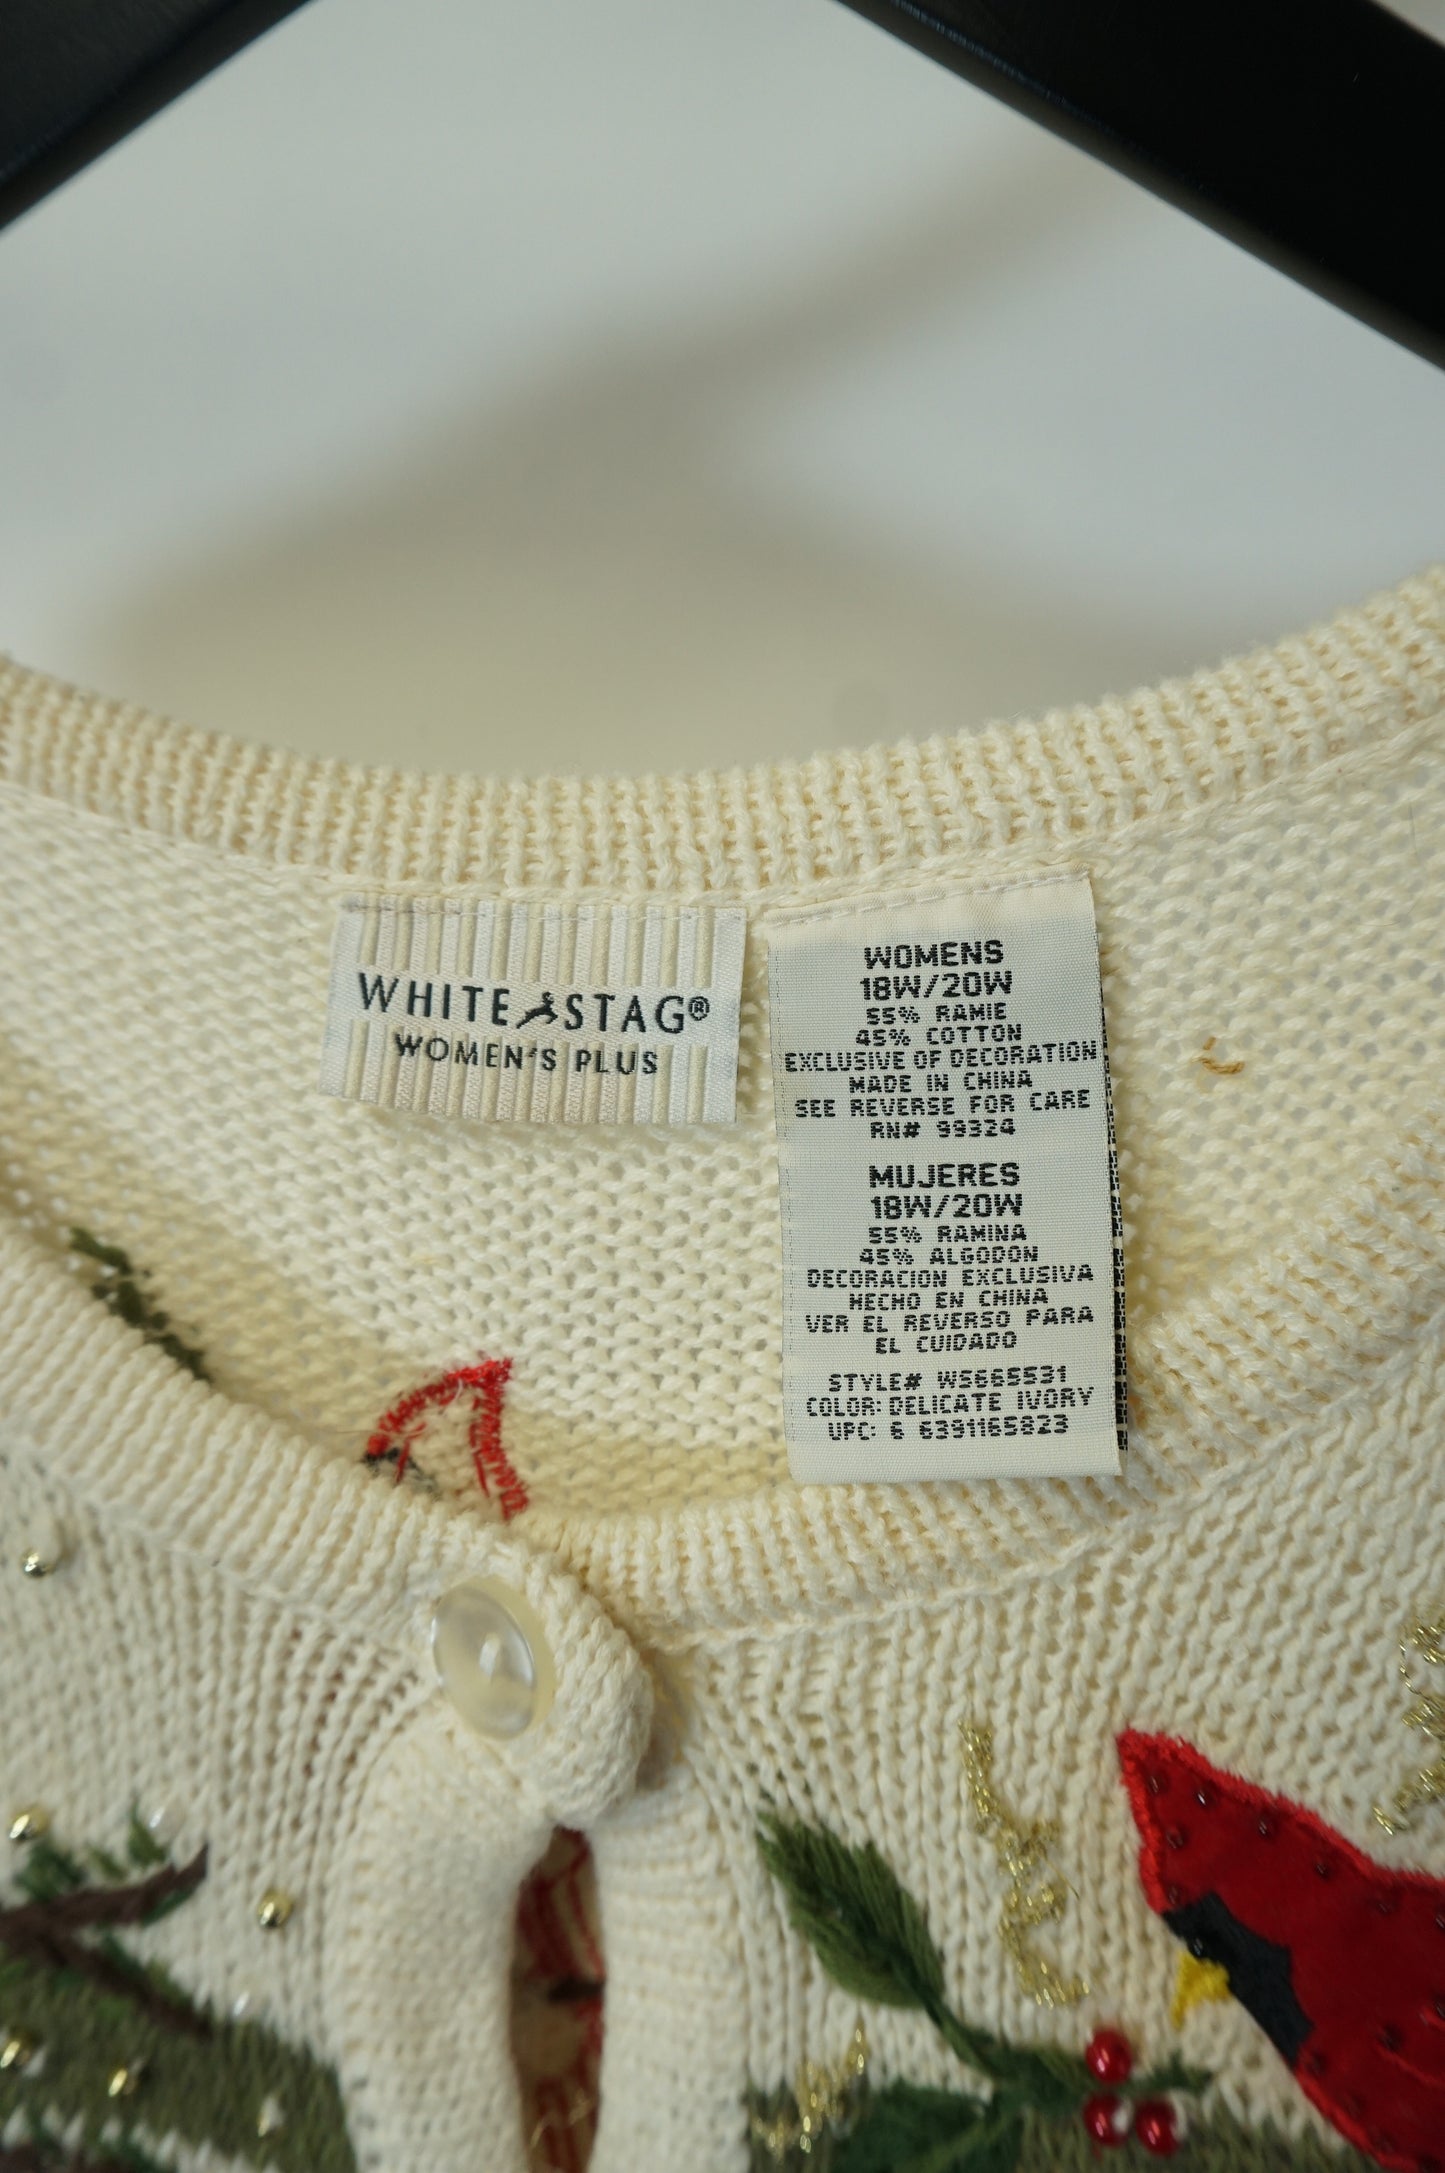 WHITE STAG®
WOMEN'S PLUS
WOMENS
18W/20W
55% RAMIE
45% COTTON
EXCLUSIVE OF DECORATION
MADE IN CHINA
SEE REVERSE FOR CARE
RN# 99324
MUJERES
18W/20W
55% RAMINA
45% ALGODON
DECORACION EXCLUSIVA
HECHO EN CHINA
VER EL REVERSO PARA
EL CUIDADO
STYLE# WS665531
COLOR: DELICATE IVORY
UPC: 6 6391165823